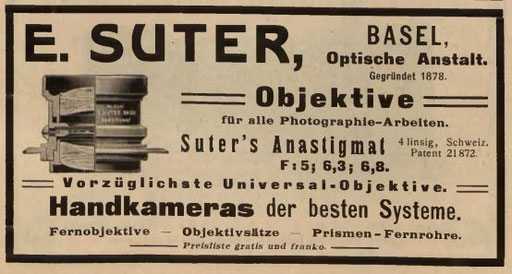 E. SUTER,
BASEL,
Optische Anstalt.
Gegründet 1878.
Objektive
für alle Photographie-Arbeiten.
E. SUTER BASEL
Suter's Anastigmat
4 linsig, Schweiz.
Patent 21872.
F:5; 6,3; 6,8.
Vorzüglichste Universal-Objektive.
Handkameras der besten Systeme.
Fernobjektive — Objektivsätze — Prismen-Fernrohre.
Preisliste gratis und franko.